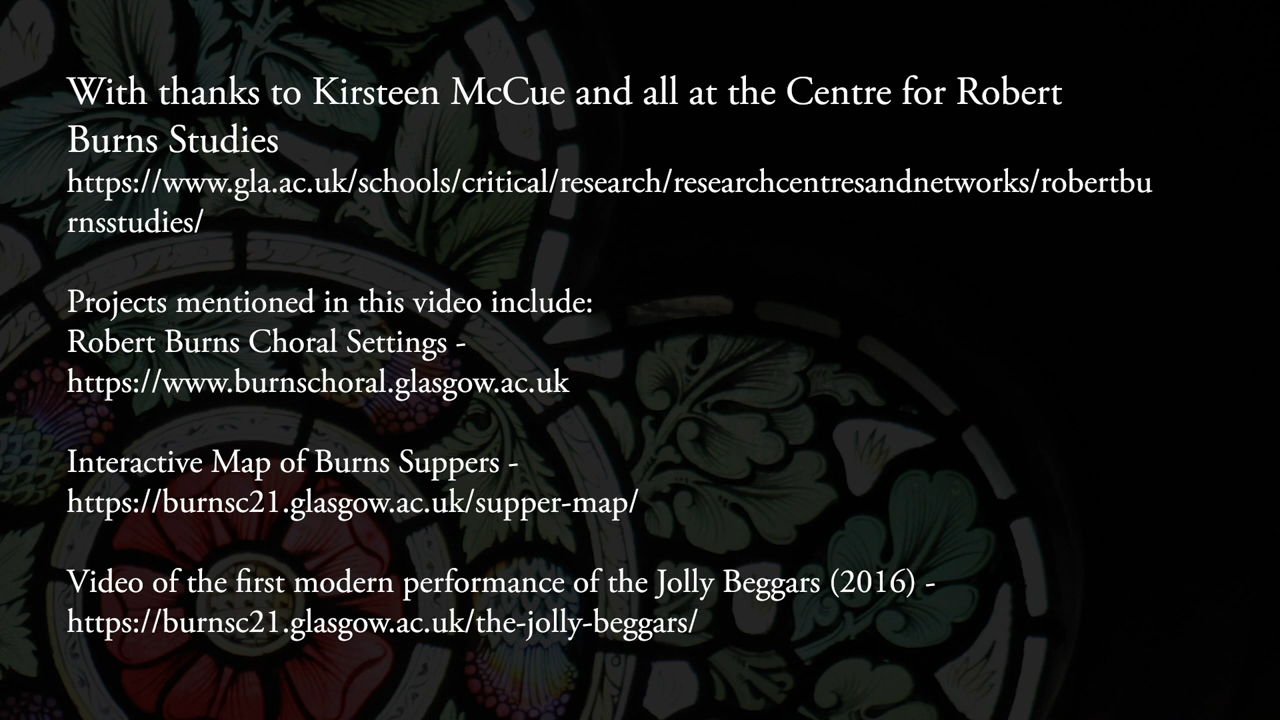 With thanks to Kirsteen McCue and all at the Centre for Robert
Burns Studies
https://www.gla.ac.uk/schools/critical/research/researchcentresandnetworks/robertbu
rnsstudies/
Projects mentioned in this video include:
Robert Burns Choral Settings -
https://www.burnschoral.glasgow.ac.uk
Interactive Map of Burns Suppers -
https://burnsc21.glasgow.ac.uk/supper-map/
Video of the first modern performance of the Jolly Beggars (2016) -
https://burnsc21.glasgow.ac.uk/the-jolly-beggars/